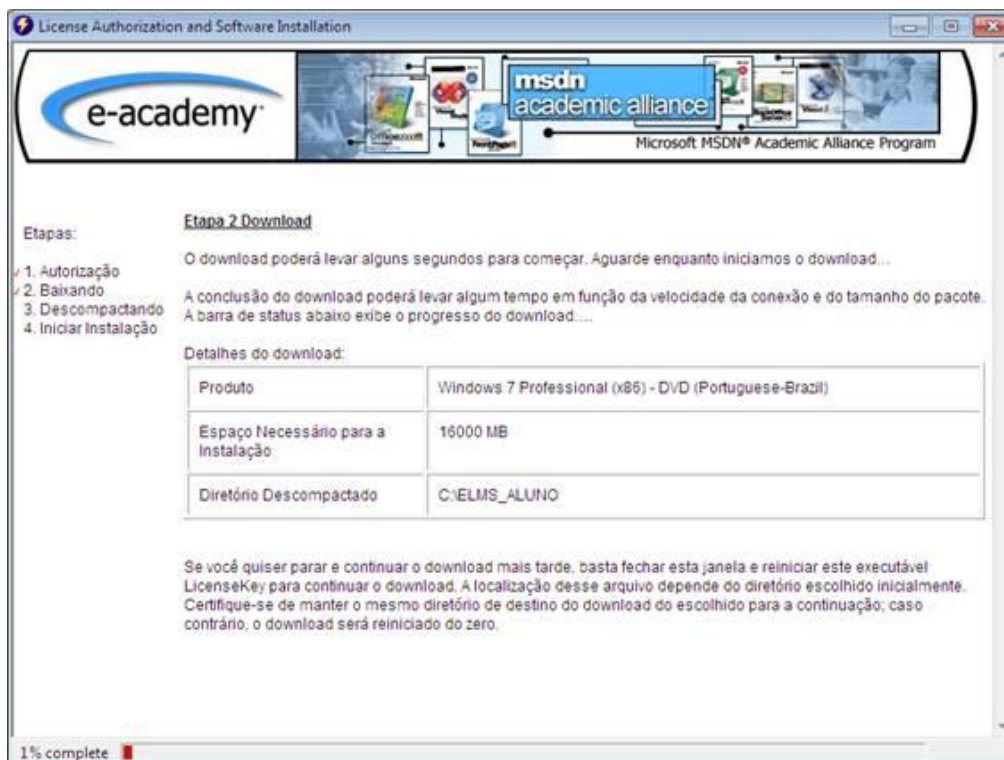 License Authorization and Software Installation
e-academy
msdn
academic alliance
Microsoft MSDN® Academic Alliance Program
Etapas:
1. Autorização
2. Baixando
3. Descompactando
4. Iniciar Instalação
Etapa 2 Download
O download poderá levar alguns segundos para começar. Aguarde enquanto iniciamos o download...
A conclusão do download poderá levar algum tempo em função da velocidade da conexão e do tamanho do pacote.
A barra de status abaixo exibe o progresso do download....
Detalhes do download:
Produto
Windows 7 Professional (x86) - DVD (Portuguese-Brazil)
Espaço Necessário para a
Instalação
16000 MB
Diretório Descompactado
C:\ELMS_ALUNO
Se você quiser parar e continuar o download mais tarde, basta fechar esta janela e reiniciar este executável
LicenseKey para continuar o download. A localização desse arquivo depende do diretório escolhido inicialmente.
Certifique-se de manter o mesmo diretório de destino do download do escolhido para a continuação; caso
contrário, o download será reiniciado do zero.
1% complete